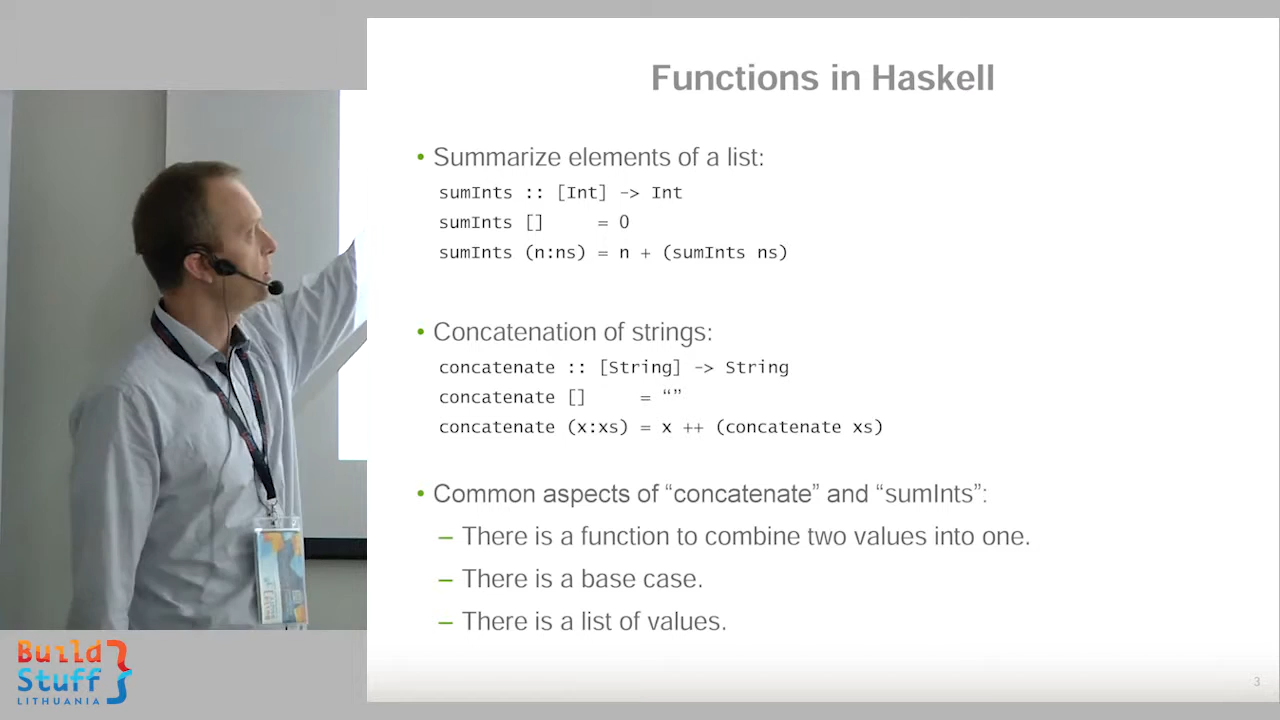 Functions in Haskell
• Summarize elements of a list:
sumInts :: [Int] -> Int
sumInts [] = 0
sumInts (n:ns) = n + (sumInts ns)
• Concatenation of strings:
concatenate :: [String] -> String
concatenate [] = “”
concatenate (x:xs) = x ++ (concatenate xs)
• Common aspects of “concatenate” and “sumInts”:
– There is a function to combine two values into one.
– There is a base case.
– There is a list of values.
3
Build
Stuff
LITHUANIA